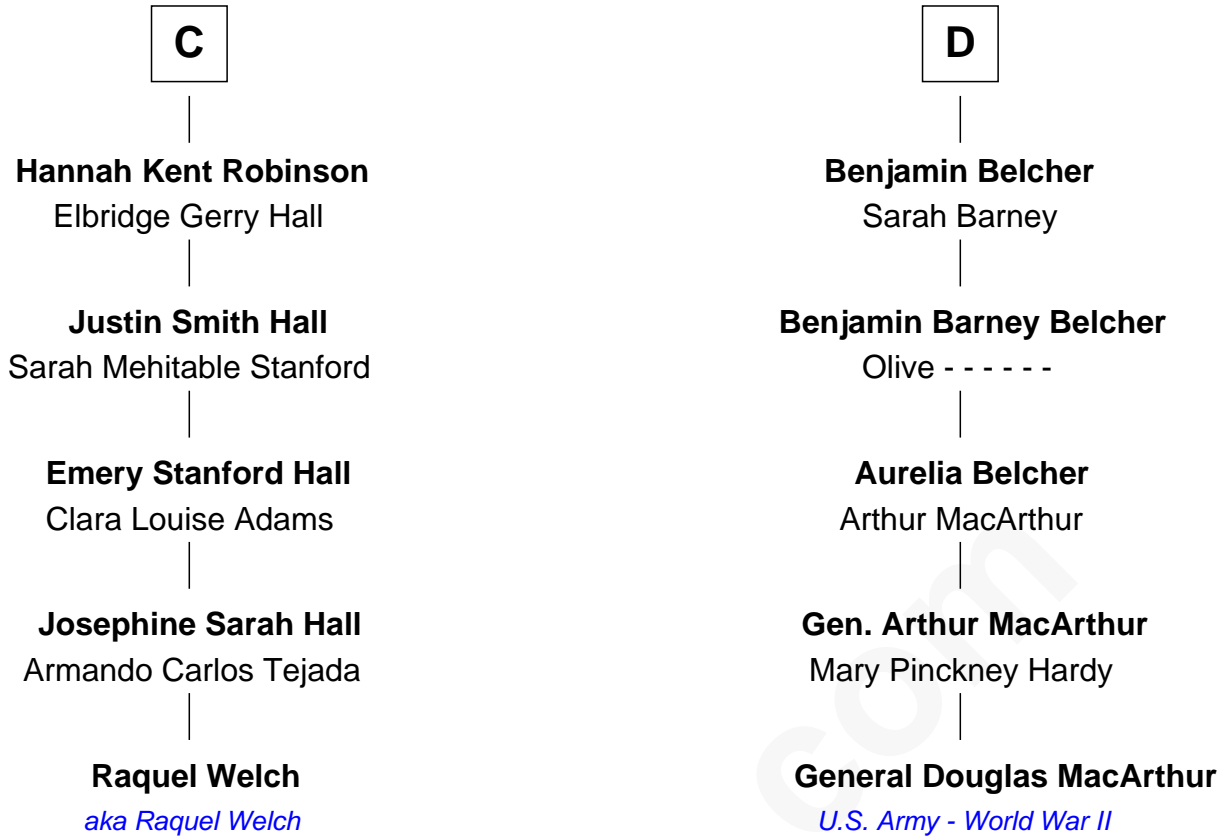 C
Hannah Kent Robinson
Elbridge Gerry Hall
Justin Smith Hall
Sarah Mehitable Stanford
Emery Stanford Hall
Clara Louise Adams
Josephine Sarah Hall
Armando Carlos Tejada
Raquel Welch
aka Raquel Welch
D
Benjamin Belcher
Sarah Barney
Benjamin Barney Belcher
Olive - - - - - -
Aurelia Belcher
Arthur MacArthur
Gen. Arthur MacArthur
Mary Pinckney Hardy
General Douglas MacArthur
U.S. Army - World War II
com